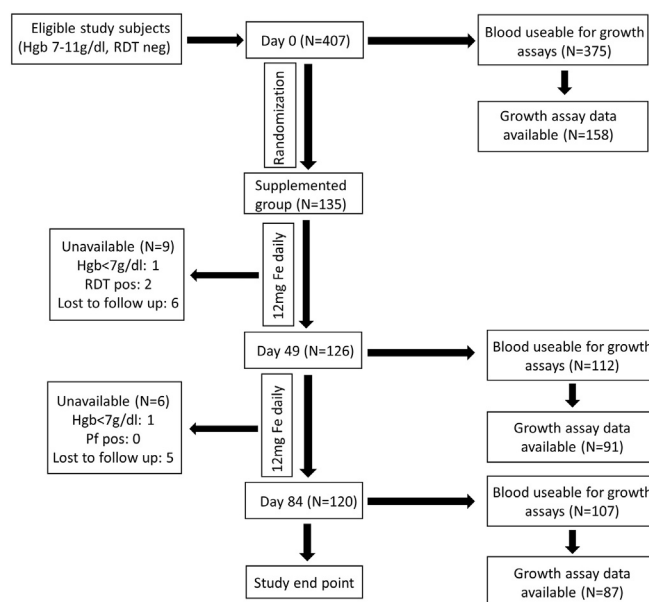 Eligible study subjects
(Hgb 7-11g/dl, RDT neg)
Day 0 (N=407)
Blood useable for growth
assays (N=375)
Growth assay data
available (N=158)
Randomization
Supplemented
group (N=135)
12mg Fe daily
Unavailable (N=9)
Hgb<7g/dl: 1
RDT pos: 2
Lost to follow up: 6
Day 49 (N=126)
Blood useable for growth
assays (N=112)
Growth assay data
available (N=91)
12mg Fe daily
Unavailable (N=6)
Hgb<7g/dl: 1
Pf pos: 0
Lost to follow up: 5
Day 84 (N=120)
Blood useable for growth
assays (N=107)
Growth assay data
available (N=87)
Study end point